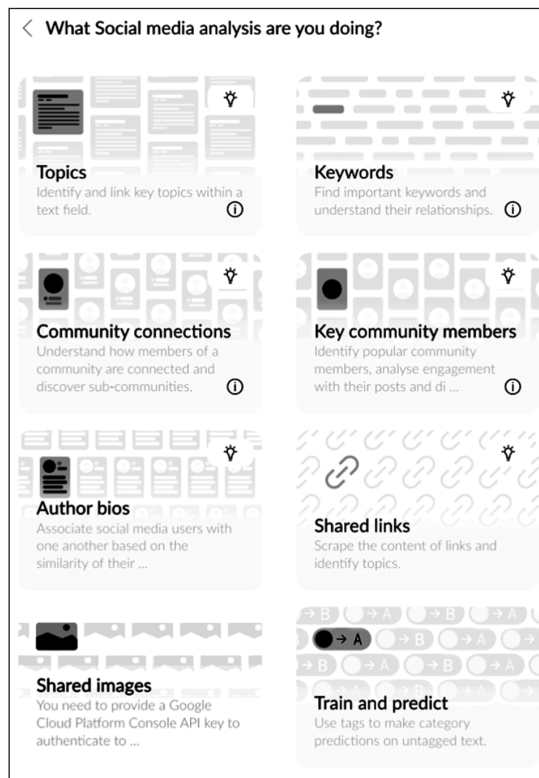 What Social media analysis are you doing?
Topics
Identify and link key topics within a
text field.
Keywords
Find important keywords and
understand their relationships.
Community connections
Understand how members of a
community are connected and
discover sub-communities.
Key community members
Identify popular community
members, analyse engagement
with their posts and di ...
Author bios
Associate social media users with
one another based on the
similarity of their ...
Shared links
Scrape the content of links and
identify topics.
Shared images
You need to provide a Google
Cloud Platform Console API key to
authenticate to ...
→ B → A → B → A
→ A → B → A → B
→ B → A → B → A
Train and predict
Use tags to make category
predictions on untagged text.